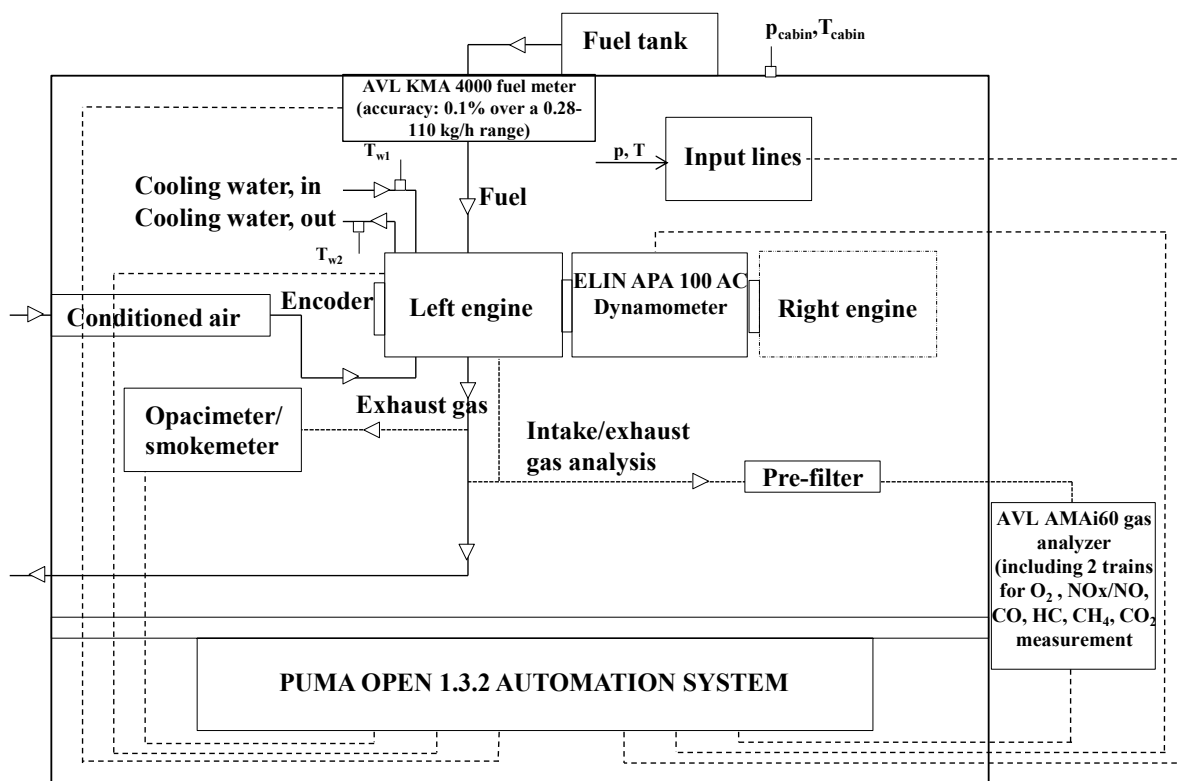 Fuel tank
p_cabin,T_cabin
AVL KMA 4000 fuel meter
(accuracy: 0.1% over a 0.28-
110 kg/h range)
p, T
Input lines
T_w1
Cooling water, in
Cooling water, out
T_w2
Fuel
Encoder
Left engine
ELIN APA 100 AC
Dynamometer
Right engine
Conditioned air
Opacimeter/
smokemeter
Exhaust gas
Intake/exhaust
gas analysis
Pre-filter
AVL AMAi60 gas
analyzer
(including 2 trains
for O₂ , NOx/NO,
CO, HC, CH₄, CO₂
measurement
PUMA OPEN 1.3.2 AUTOMATION SYSTEM